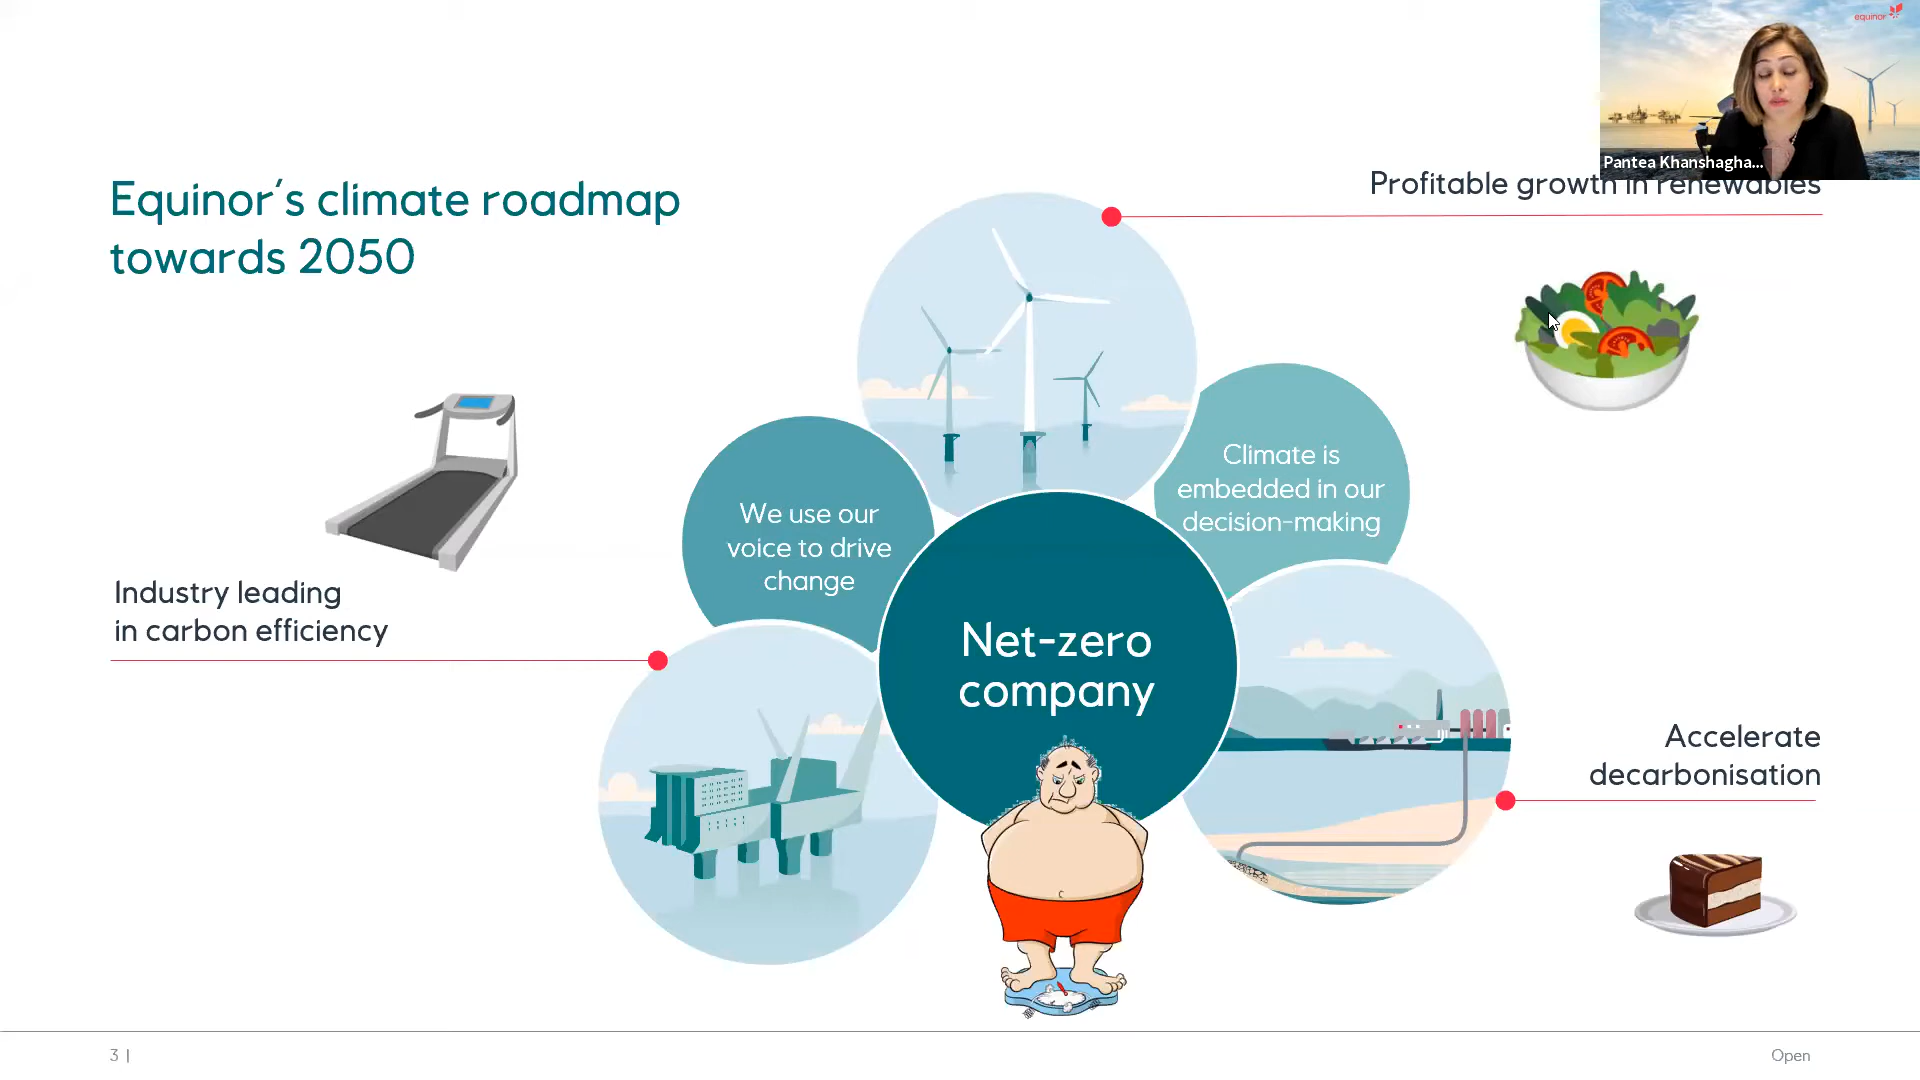 equinor
Pantea Khanshagha...
Profitable growth in renewables
Equinor's climate roadmap
towards 2050
Climate is
embedded in our
decision-making
We use our
voice to drive
change
Industry leading
in carbon efficiency
Net-zero
company
Accelerate
decarbonisation
3 |
Open